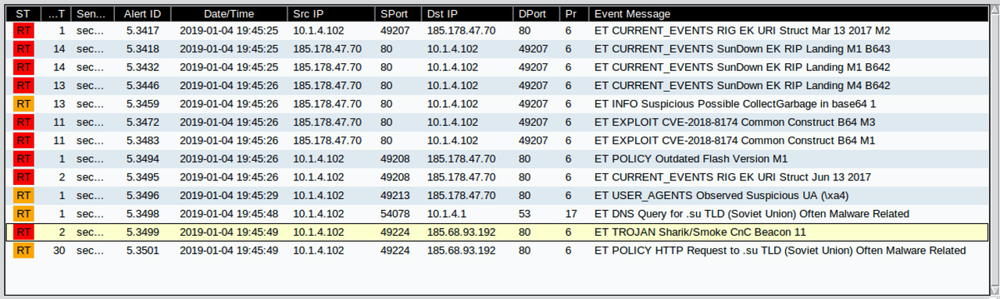 ST ...T Sen... Alert ID Date/Time Src IP SPort Dst IP DPort Pr Event Message
RT 1 sec... 5.3417 2019-01-04 19:45:25 10.1.4.102 49207 185.178.47.70 80 6 ET CURRENT_EVENTS RIG EK URI Struct Mar 13 2017 M2
RT 14 sec... 5.3418 2019-01-04 19:45:25 185.178.47.70 80 10.1.4.102 49207 6 ET CURRENT_EVENTS SunDown EK RIP Landing M1 B643
RT 14 sec... 5.3432 2019-01-04 19:45:25 185.178.47.70 80 10.1.4.102 49207 6 ET CURRENT_EVENTS SunDown EK RIP Landing M1 B642
RT 13 sec... 5.3446 2019-01-04 19:45:26 185.178.47.70 80 10.1.4.102 49207 6 ET CURRENT_EVENTS SunDown EK RIP Landing M4 B642
RT 13 sec... 5.3459 2019-01-04 19:45:26 185.178.47.70 80 10.1.4.102 49207 6 ET INFO Suspicious Possible CollectGarbage in base64 1
RT 11 sec... 5.3472 2019-01-04 19:45:26 185.178.47.70 80 10.1.4.102 49207 6 ET EXPLOIT CVE-2018-8174 Common Construct B64 M3
RT 11 sec... 5.3483 2019-01-04 19:45:26 185.178.47.70 80 10.1.4.102 49207 6 ET EXPLOIT CVE-2018-8174 Common Construct B64 M1
RT 1 sec... 5.3494 2019-01-04 19:45:26 10.1.4.102 49208 185.178.47.70 80 6 ET POLICY Outdated Flash Version M1
RT 2 sec... 5.3495 2019-01-04 19:45:26 10.1.4.102 49208 185.178.47.70 80 6 ET CURRENT_EVENTS RIG EK URI Struct Jun 13 2017
RT 1 sec... 5.3496 2019-01-04 19:45:29 10.1.4.102 49213 185.178.47.70 80 6 ET USER_AGENTS Observed Suspicious UA (\xa4)
RT 1 sec... 5.3498 2019-01-04 19:45:48 10.1.4.102 54078 10.1.4.1 53 17 ET DNS Query for .su TLD (Soviet Union) Often Malware Related
RT 2 sec... 5.3499 2019-01-04 19:45:49 10.1.4.102 49224 185.68.93.192 80 6 ET TROJAN Sharik/Smoke CnC Beacon 11
RT 30 sec... 5.3501 2019-01-04 19:45:49 10.1.4.102 49224 185.68.93.192 80 6 ET POLICY HTTP Request to .su TLD (Soviet Union) Often Malware Related